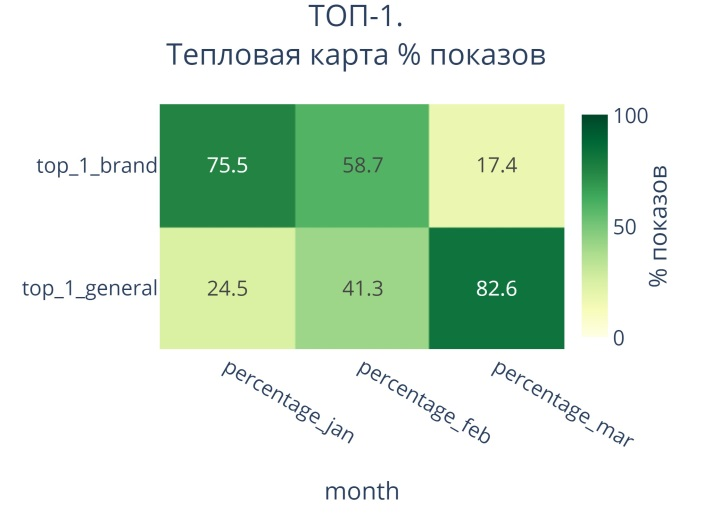 ТОП-1.
Тепловая карта % показов
top_1_brand
75.5
58.7
17.4
top_1_general
24.5
41.3
82.6
percentage_jan
percentage_feb
percentage_mar
month
100
50
0
% показов